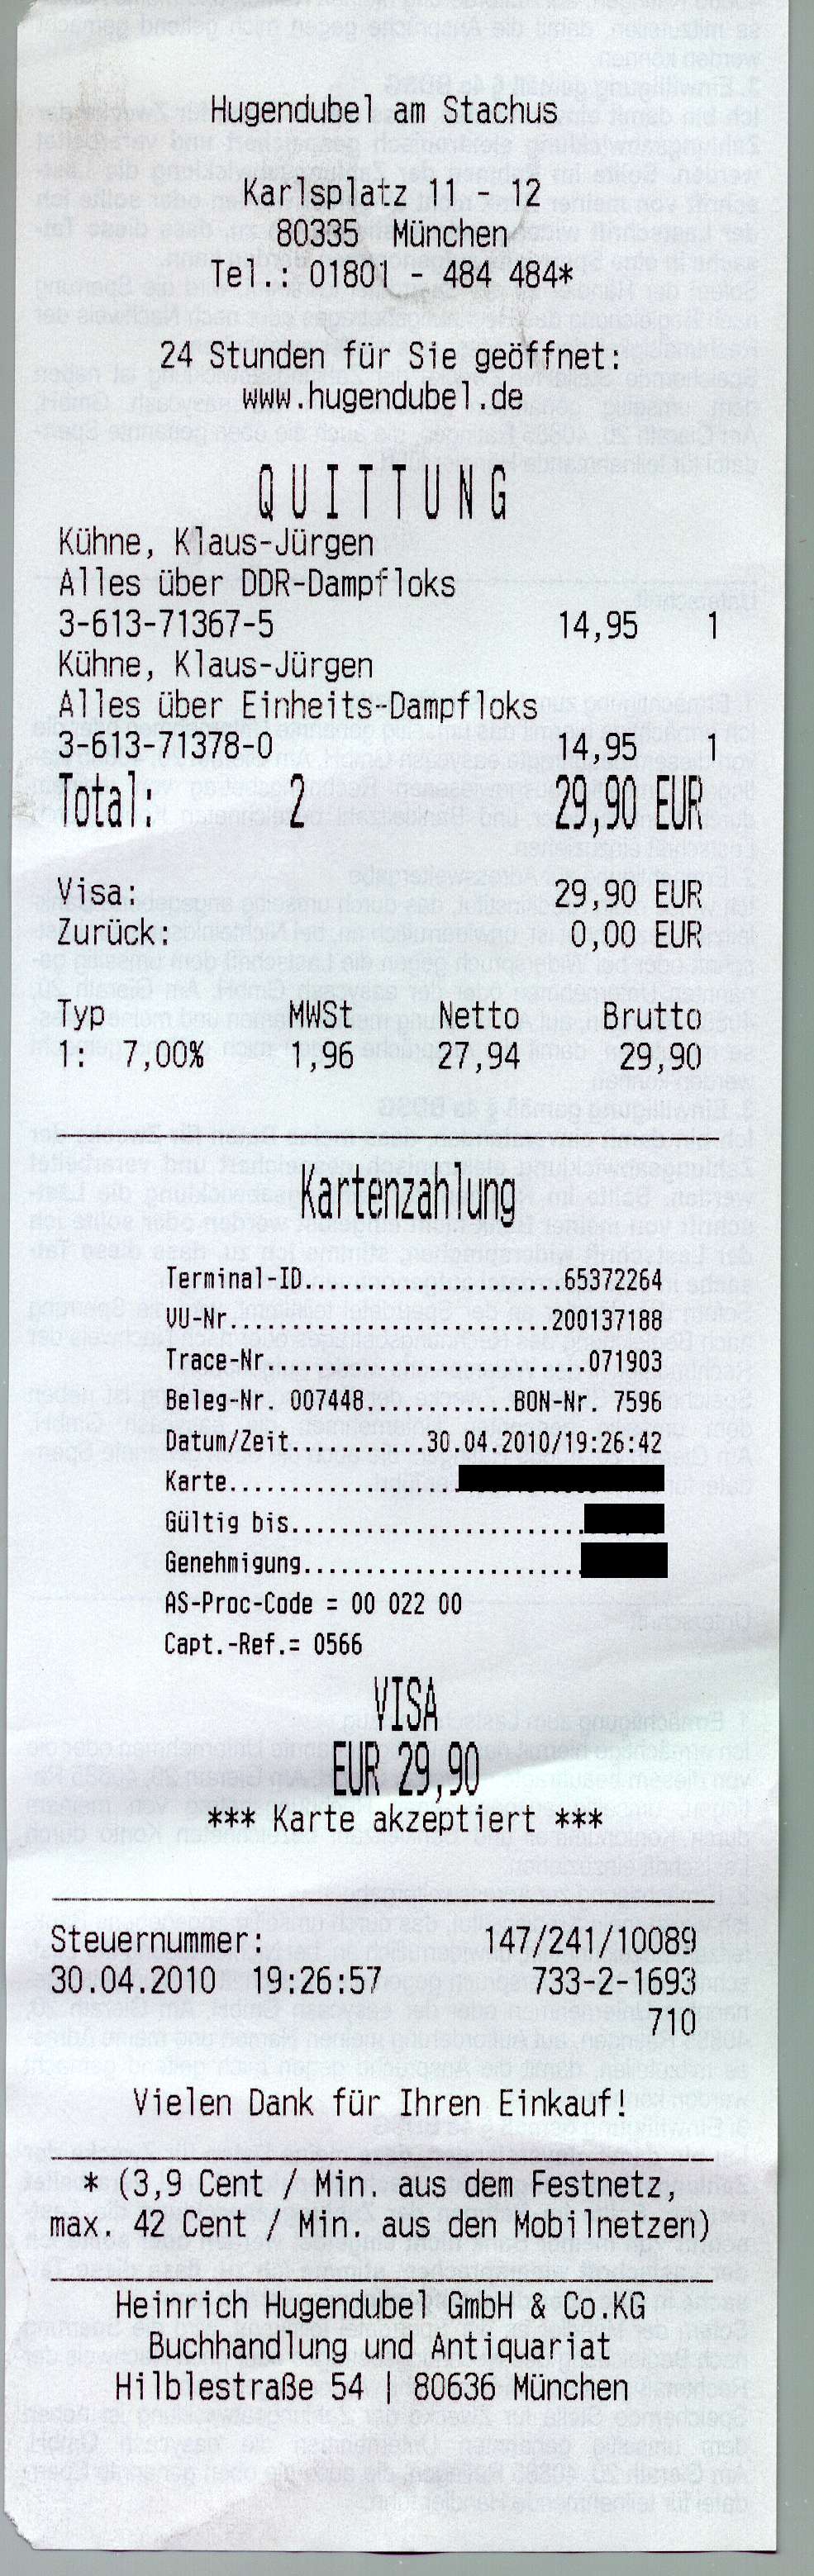 Hugendubel am Stachus
Karlsplatz 11 - 12
80335 München
Tel.: 01801 - 484 484*
24 Stunden für Sie geöffnet:
www.hugendubel.de
QUITTUNG
Kühne, Klaus-Jürgen
Alles über DDR-Dampfloks
3-613-71367-5 14,95 1
Kühne, Klaus-Jürgen
Alles über Einheits-Dampfloks
3-613-71378-0 14,95 1
Total: 2 29,90 EUR
Visa: 29,90 EUR
Zurück: 0,00 EUR
Typ MWSt Netto Brutto
1: 7,00% 1,96 27,94 29,90
Kartenzahlung
Terminal-ID.....................65372264
VU-Nr..........................200137188
Trace-Nr..........................071903
Beleg-Nr. 007448............BON-Nr. 7596
Datum/Zeit...........30.04.2010/19:26:42
Karte...................
Gültig bis........................
Genehmigung.......................
AS-Proc-Code = 00 022 00
Capt.-Ref.= 0566
VISA
EUR 29,90
*** Karte akzeptiert ***
Steuernummer: 147/241/10089
30.04.2010 19:26:57 733-2-1693
710
Vielen Dank für Ihren Einkauf!
* (3,9 Cent / Min. aus dem Festnetz,
max. 42 Cent / Min. aus den Mobilnetzen)
Heinrich Hugendubel GmbH & Co.KG
Buchhandlung und Antiquariat
Hilblestraße 54 | 80636 München